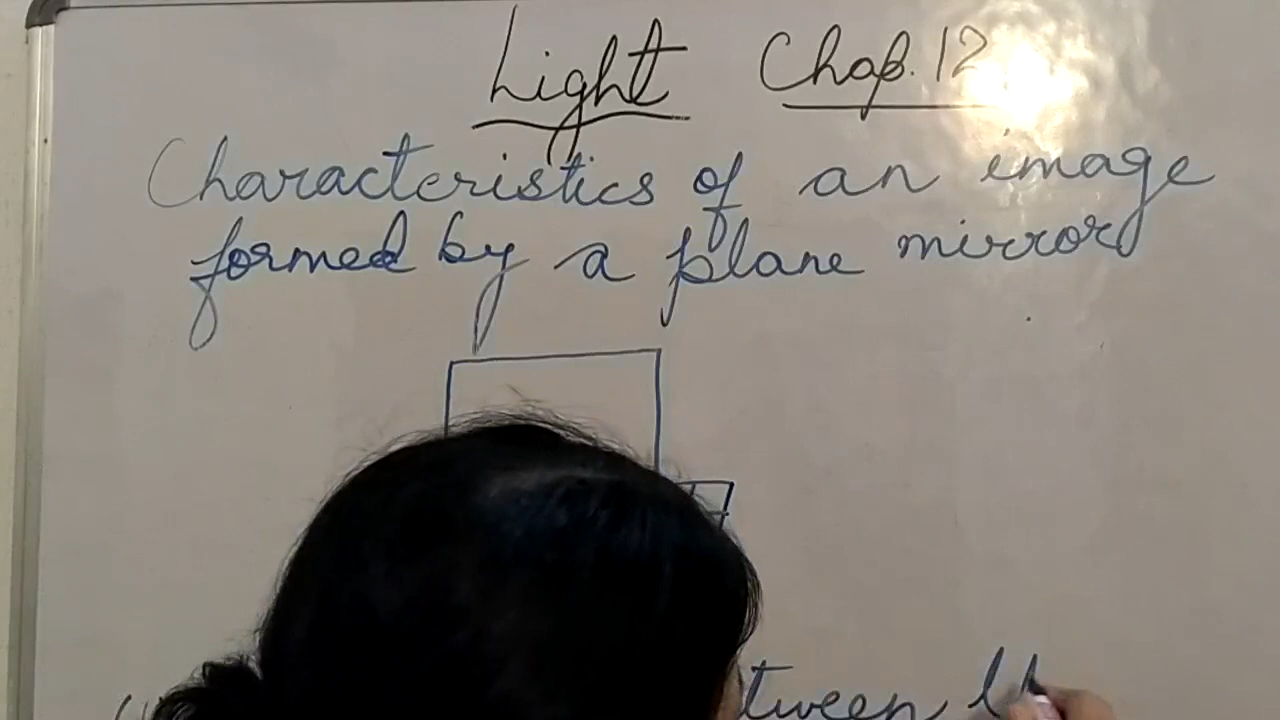 Light Chap. 12
Characteristics of an image
formed by a plane mirror